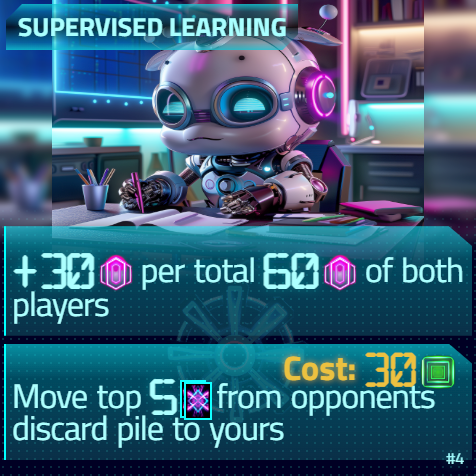 SUPERVISED LEARNING
+30 per total 60 of both
players
Cost: 30
Move top 5 from opponents
discard pile to yours
#4